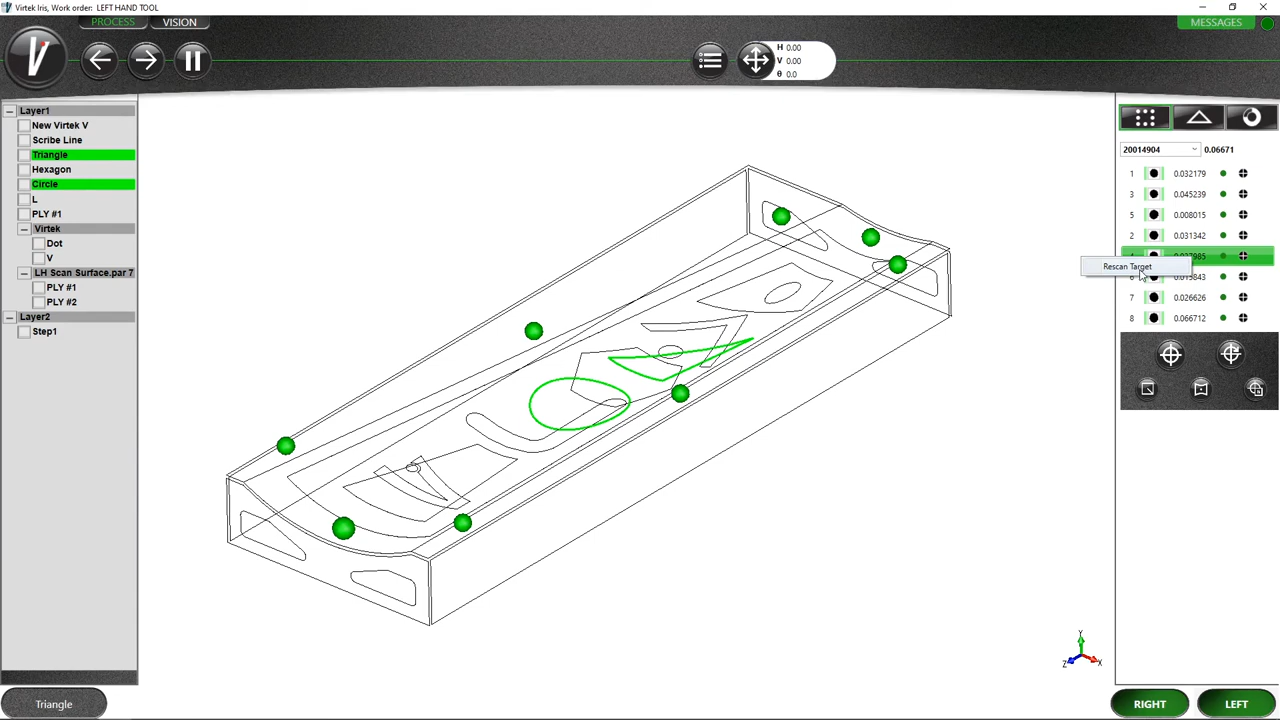 Virtek Iris, Work order: LEFT HAND TOOL
PROCESS
VISION
MESSAGES
H 0.00
V 0.00
θ 0.0
Layer1
New Virtek V
Scribe Line
Triangle
Hexagon
Circle
L
PLY #1
Virtek
Dot
V
LH Scan Surface.par 7
PLY #1
PLY #2
Layer2
Step1
20014904 0.06671
1 0.032179
3 0.045239
5 0.008015
2 0.031342
Rescan Target
7 0.026626
8 0.066712
Y
Z
X
Triangle
RIGHT
LEFT